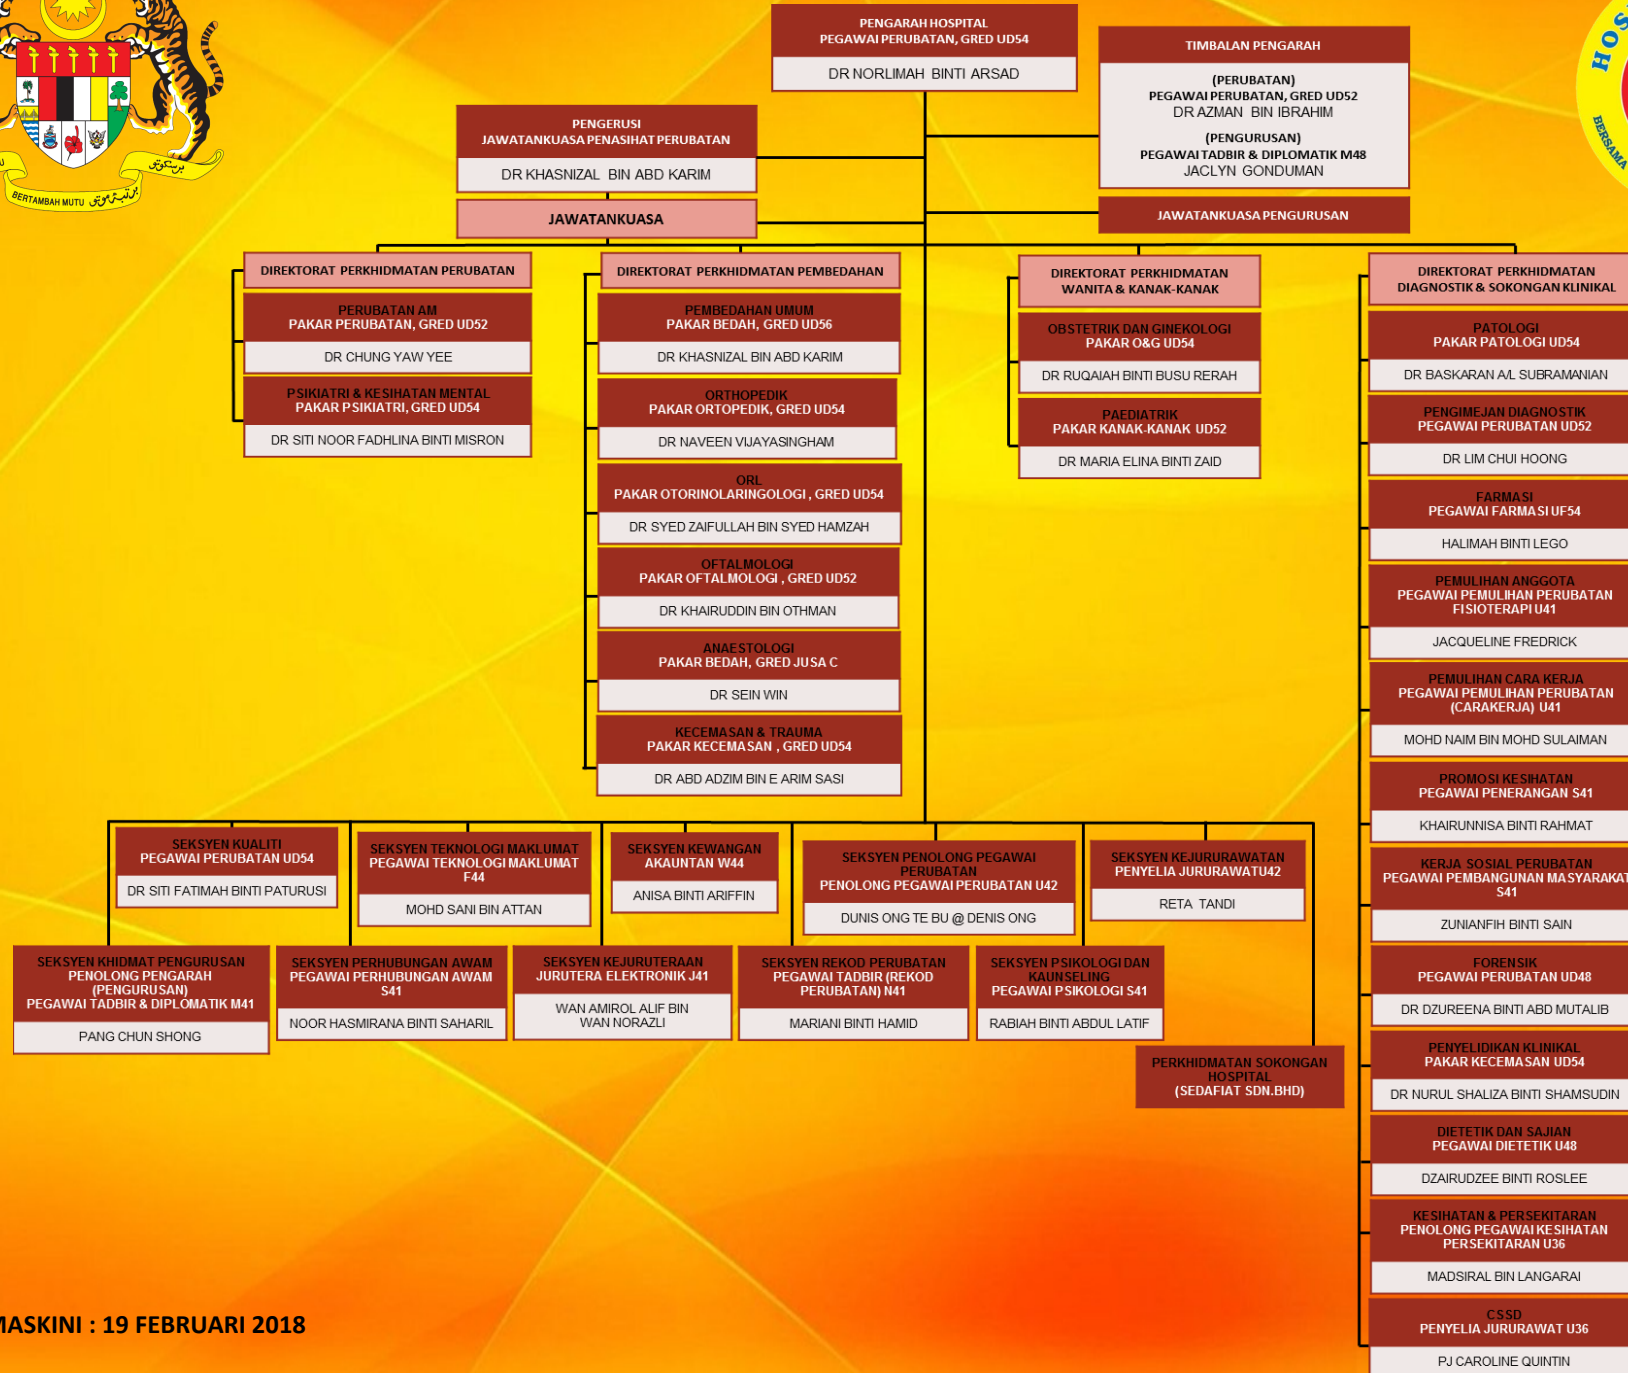 BERTAMBAH MUTU
HOS
BERSAMA
PENGARAH HOSPITAL
PEGAWAI PERUBATAN, GRED UD54
DR NORLIMAH BINTI ARSAD
TIMBALAN PENGARAH
(PERUBATAN)
PEGAWAI PERUBATAN, GRED UD52
DR AZMAN BIN IBRAHIM
(PENGURUSAN)
PEGAWAI TADBIR & DIPLOMATIK M48
JACLYN GONDUMAN
PENGERUSI
JAWATANKUASA PENASIHAT PERUBATAN
DR KHASNIZAL BIN ABD KARIM
JAWATANKUASA
JAWATANKUASA PENGURUSAN
DIREKTORAT PERKHIDMATAN PERUBATAN
PERUBATAN AM
PAKAR PERUBATAN, GRED UD52
DR CHUNG YAW YEE
PSIKIATRI & KESIHATAN MENTAL
PAKAR PSIKIATRI, GRED UD54
DR SITI NOOR FADHLINA BINTI MISRON
DIREKTORAT PERKHIDMATAN PEMBEDAHAN
PEMBEDAHAN UMUM
PAKAR BEDAH, GRED UD56
DR KHASNIZAL BIN ABD KARIM
ORTHOPEDIK
PAKAR ORTOPEDIK, GRED UD54
DR NAVEEN VIJAYASINGHAM
ORL
PAKAR OTORINOLARINGOLOGI , GRED UD54
DR SYED ZAIFULLAH BIN SYED HAMZAH
OFTALMOLOGI
PAKAR OFTALMOLOGI , GRED UD52
DR KHAIRUDDIN BIN OTHMAN
ANAESTOLOGI
PAKAR BEDAH, GRED JUSA C
DR SEIN WIN
KECEMASAN & TRAUMA
PAKAR KECEMASAN , GRED UD54
DR ABD ADZIM BIN E ARIM SASI
DIREKTORAT PERKHIDMATAN
WANITA & KANAK-KANAK
OBSTETRIK DAN GINEKOLOGI
PAKAR O&G UD54
DR RUQAIAH BINTI BUSU RERAH
PAEDIATRIK
PAKAR KANAK-KANAK UD52
DR MARIA ELINA BINTI ZAID
DIREKTORAT PERKHIDMATAN
DIAGNOSTIK & SOKONGAN KLINIKAL
PATOLOGI
PAKAR PATOLOGI UD54
DR BASKARAN A/L SUBRAMANIAN
PENGIMEJAN DIAGNOSTIK
PEGAWAI PERUBATAN UD52
DR LIM CHUI HOONG
FARMASI
PEGAWAI FARMASI UF54
HALIMAH BINTI LEGO
PEMULIHAN ANGGOTA
PEGAWAI PEMULIHAN PERUBATAN
FISIOTERAPI U41
JACQUELINE FREDRICK
PEMULIHAN CARA KERJA
PEGAWAI PEMULIHAN PERUBATAN
(CARAKERJA) U41
MOHD NAIM BIN MOHD SULAIMAN
PROMOSI KESIHATAN
PEGAWAI PENERANGAN S41
KHAIRUNNISA BINTI RAHMAT
KERJA SOSIAL PERUBATAN
PEGAWAI PEMBANGUNAN MASYARAKAT
S41
ZUNIANFIH BINTI SAIN
FORENSIK
PEGAWAI PERUBATAN UD48
DR DZUREENA BINTI ABD MUTALIB
PENYELIDIKAN KLINIKAL
PAKAR KECEMASAN UD54
DR NURUL SHALIZA BINTI SHAMSUDIN
DIETETIK DAN SAJIAN
PEGAWAI DIETETIK U48
DZAIRUDZEE BINTI ROSLEE
KESIHATAN & PERSEKITARAN
PENOLONG PEGAWAI KESIHATAN
PERSEKITARAN U36
MADSIRAL BIN LANGARAI
CSSD
PENYELIA JURURAWAT U36
PJ CAROLINE QUINTIN
SEKSYEN KUALITI
PEGAWAI PERUBATAN UD54
DR SITI FATIMAH BINTI PATURUSI
SEKSYEN TEKNOLOGI MAKLUMAT
PEGAWAI TEKNOLOGI MAKLUMAT
F44
MOHD SANI BIN ATTAN
SEKSYEN KEWANGAN
AKAUNTAN W44
ANISA BINTI ARIFFIN
SEKSYEN PENOLONG PEGAWAI
PERUBATAN
PENOLONG PEGAWAI PERUBATAN U42
DUNIS ONG TE BU @ DENIS ONG
SEKSYEN KEJURURAWATAN
PENYELIA JURURAWATU42
RETA TANDI
SEKSYEN KHIDMAT PENGURUSAN
PENOLONG PENGARAH
(PENGURUSAN)
PEGAWAI TADBIR & DIPLOMATIK M41
PANG CHUN SHONG
SEKSYEN PERHUBUNGAN AWAM
PEGAWAI PERHUBUNGAN AWAM
S41
NOOR HASMIRANA BINTI SAHARIL
SEKSYEN KEJURUTERAAN
JURUTERA ELEKTRONIK J41
WAN AMIROL ALIF BIN
WAN NORAZLI
SEKSYEN REKOD PERUBATAN
PEGAWAI TADBIR (REKOD
PERUBATAN) N41
MARIANI BINTI HAMID
SEKSYEN PSIKOLOGI DAN
KAUNSELING
PEGAWAI PSIKOLOGI S41
RABIAH BINTI ABDUL LATIF
PERKHIDMATAN SOKONGAN
HOSPITAL
(SEDAFIAT SDN.BHD)
MASKINI : 19 FEBRUARI 2018